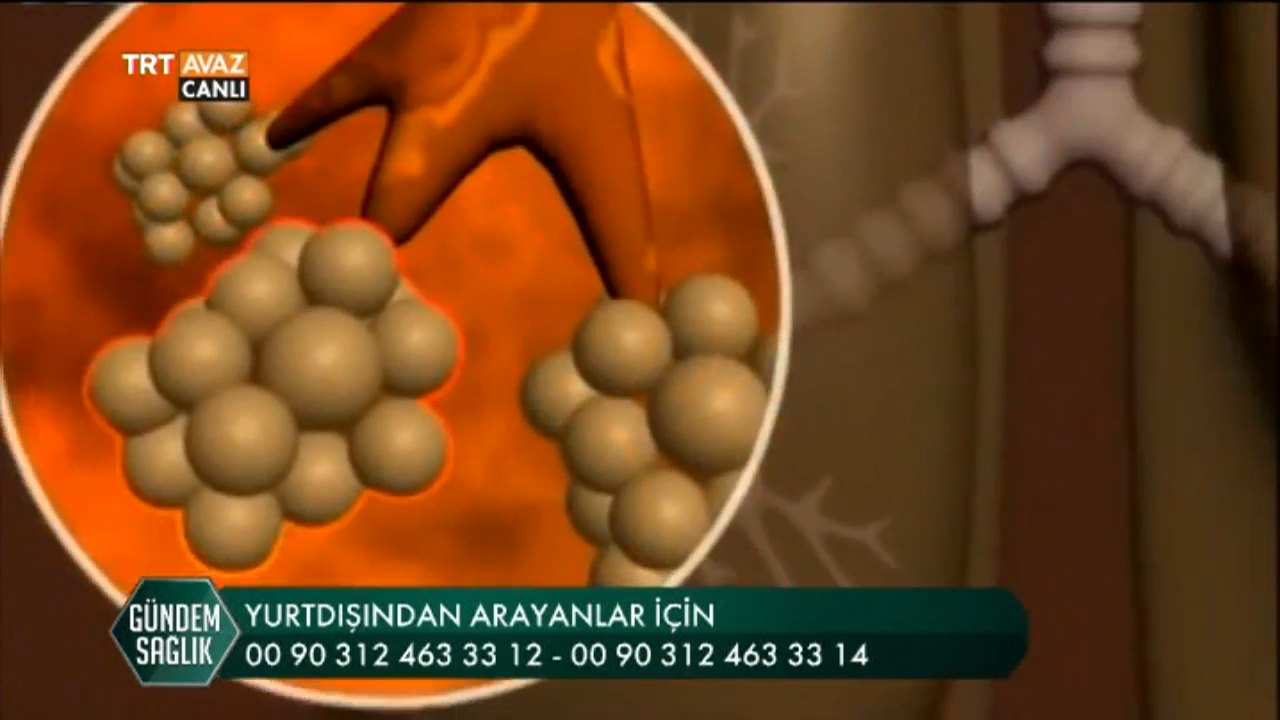 TRT AVAZ
CANLI
GÜNDEM
SAĞLIK
YURTDIŞINDAN ARAYANLAR İÇİN
00 90 312 463 33 12 - 00 90 312 463 33 14